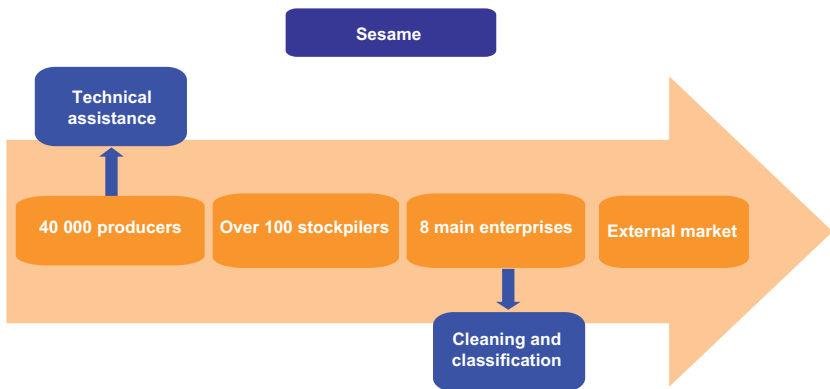 Sesame
Technical
assistance
40 000 producers
Over 100 stockpilers
8 main enterprises
External market
Cleaning and
classification